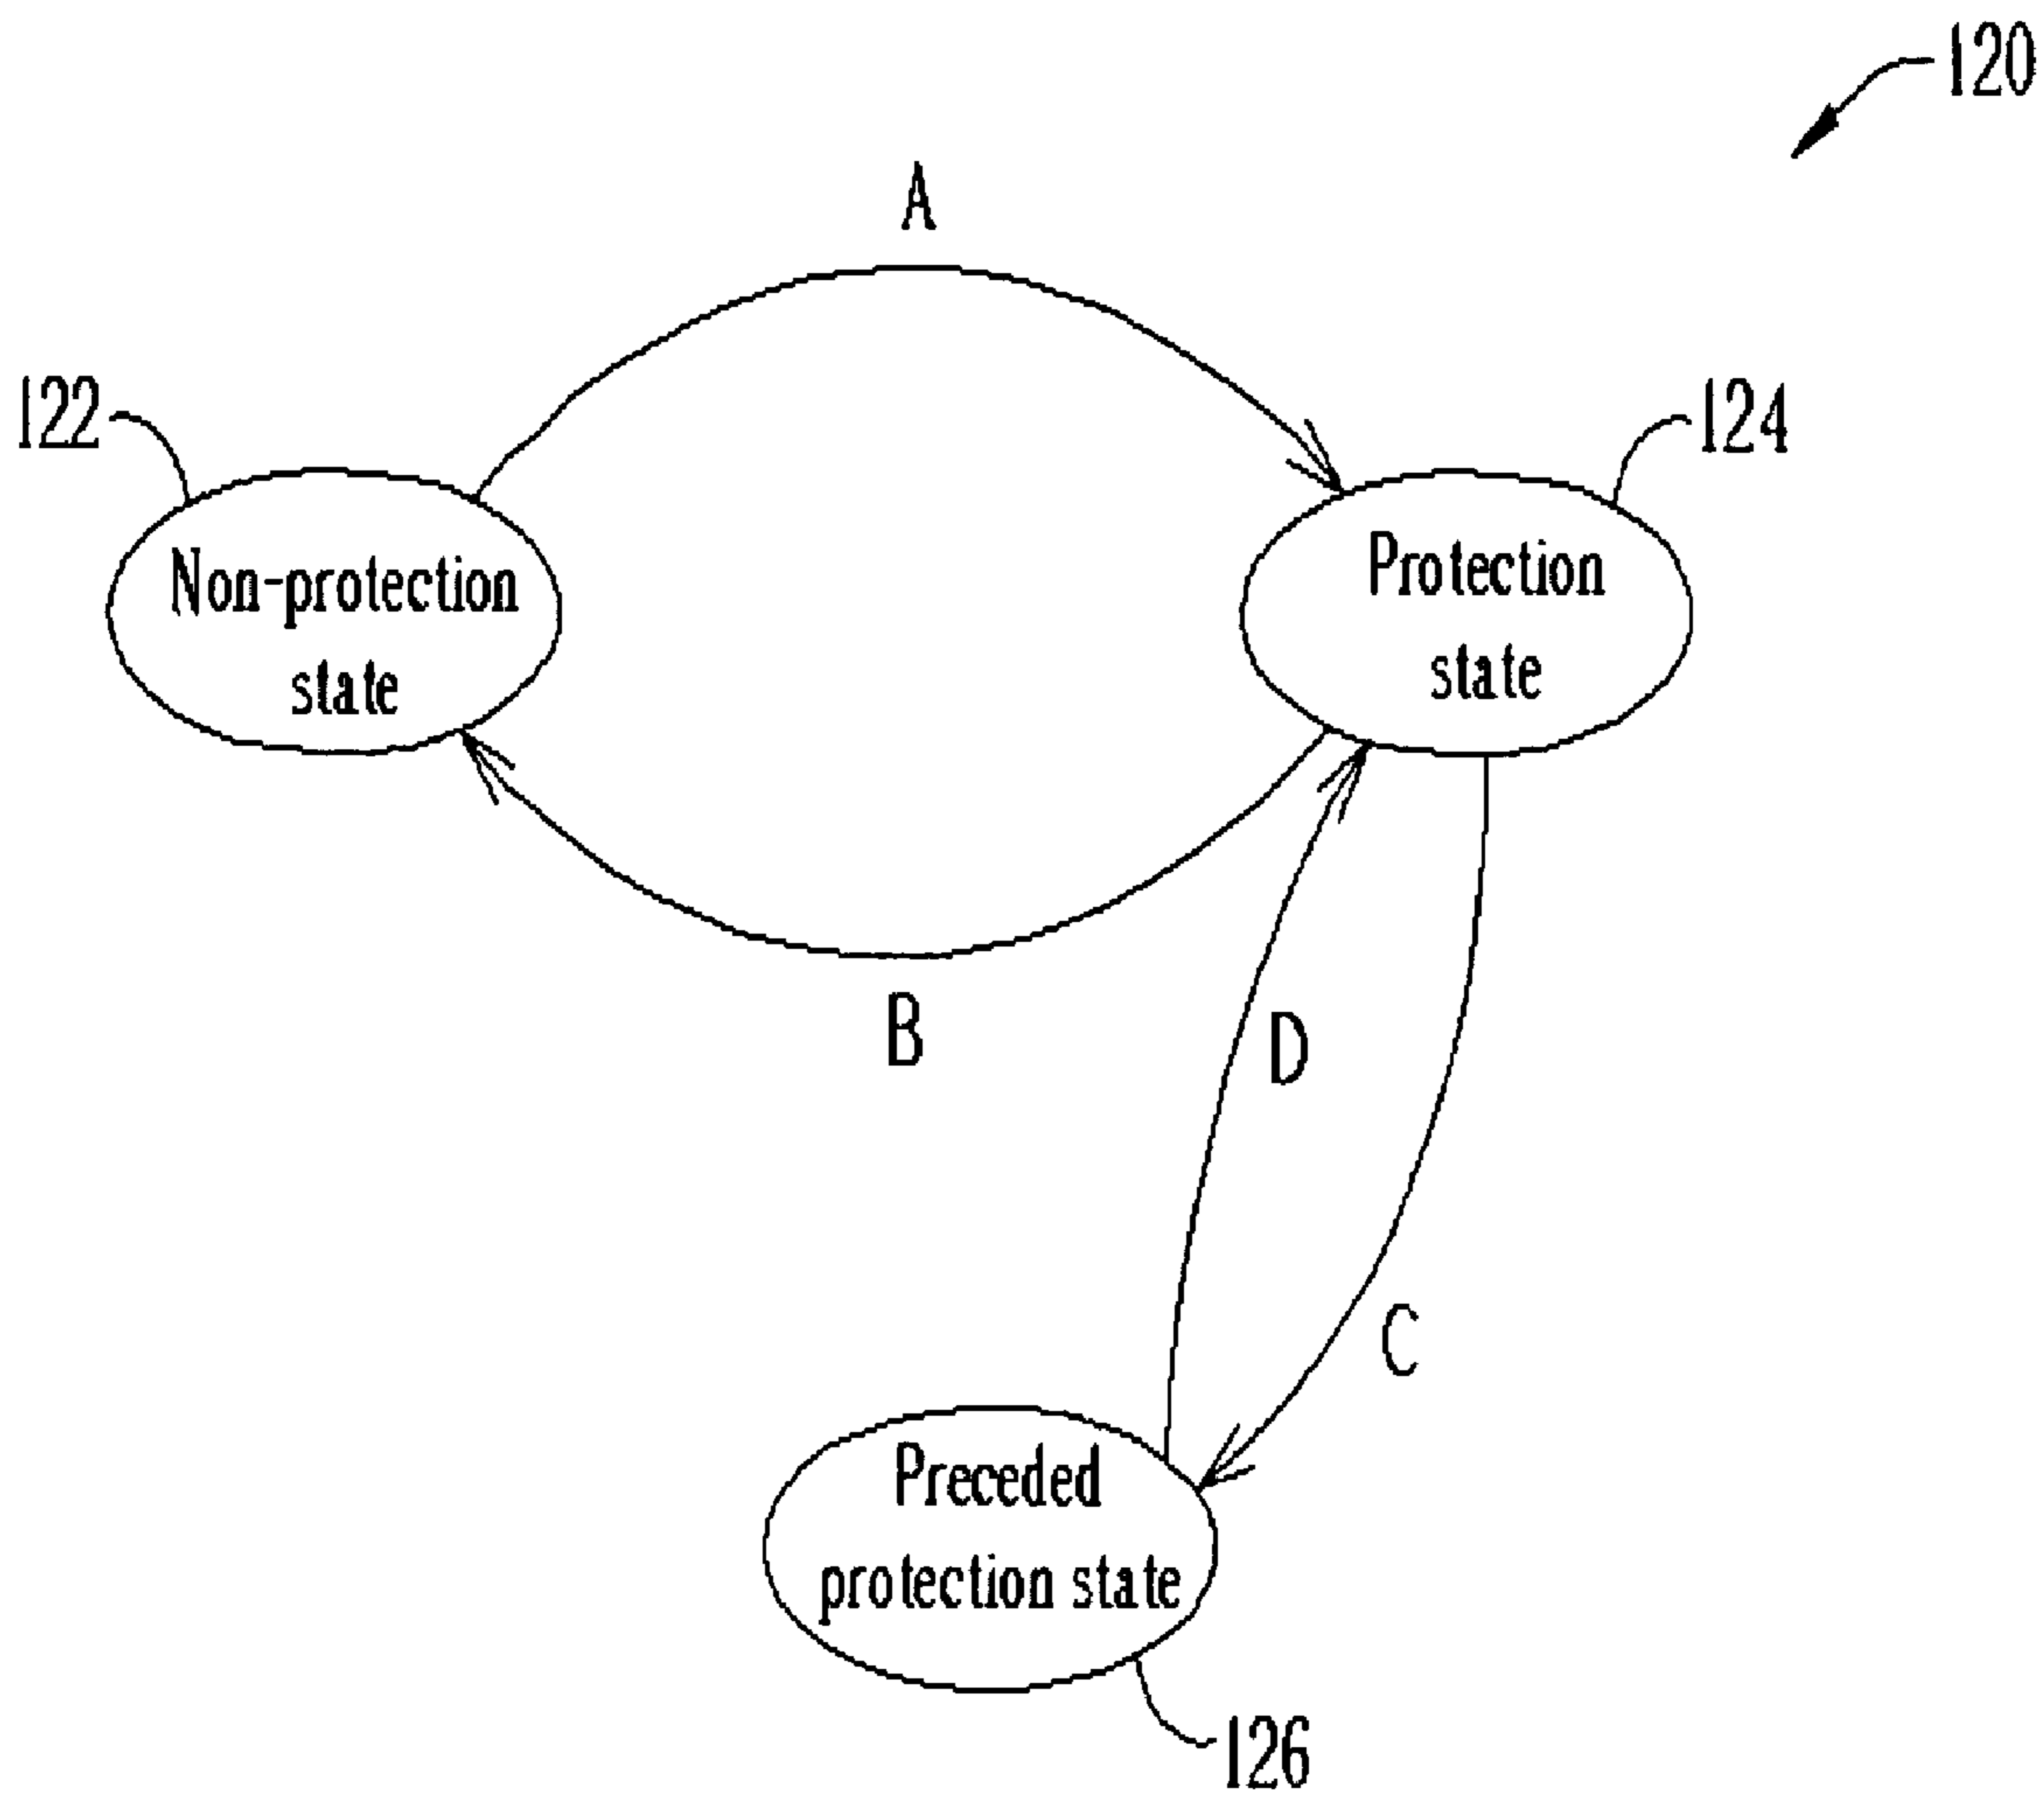 120
A
122
124
Non-protection
state
Protection
state
B
D
C
Preceded
protection state
126